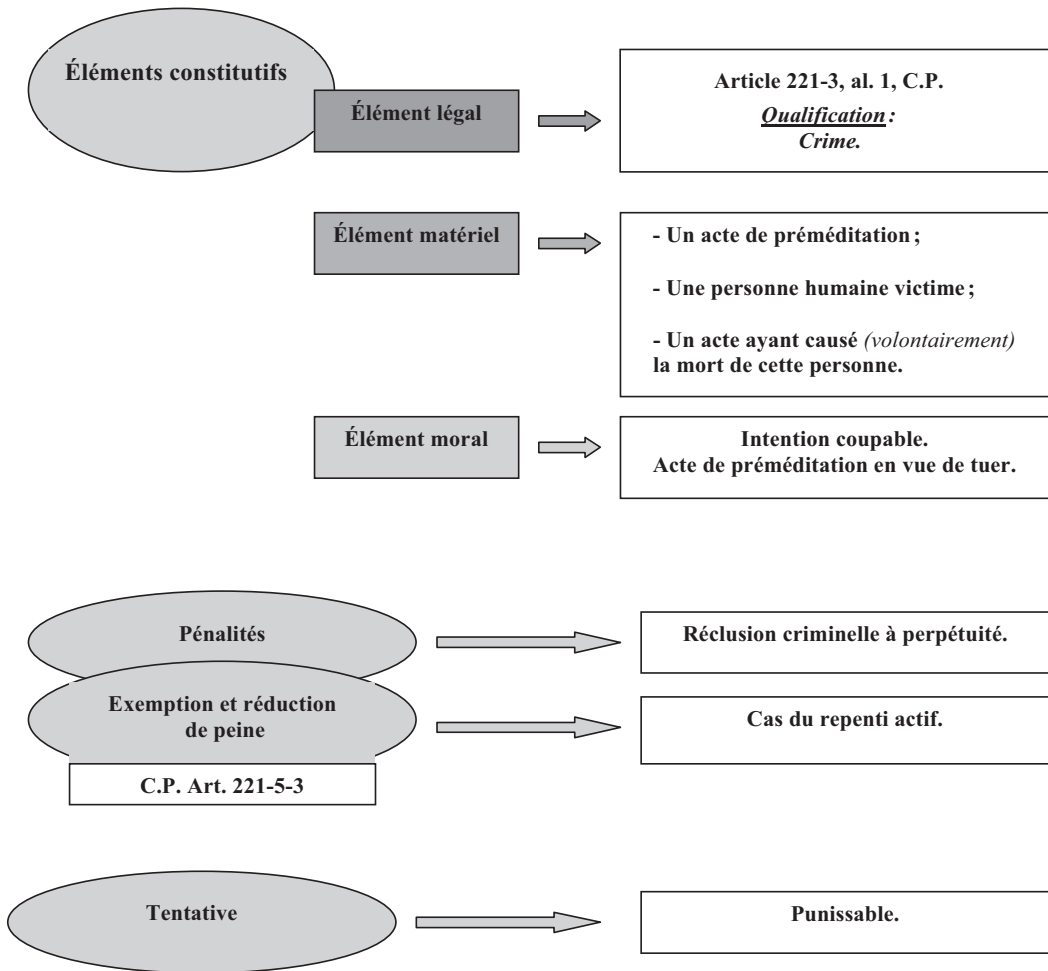 Éléments constitutifs
Élément légal
Article 221-3, al. 1, C.P.
Qualification :
Crime.
Élément matériel
- Un acte de préméditation ;
- Une personne humaine victime ;
- Un acte ayant causé (volontairement)
la mort de cette personne.
Élément moral
Intention coupable.
Acte de préméditation en vue de tuer.
Pénalités
Réclusion criminelle à perpétuité.
Exemption et réduction
de peine
Cas du repenti actif.
C.P. Art. 221-5-3
Tentative
Punissable.